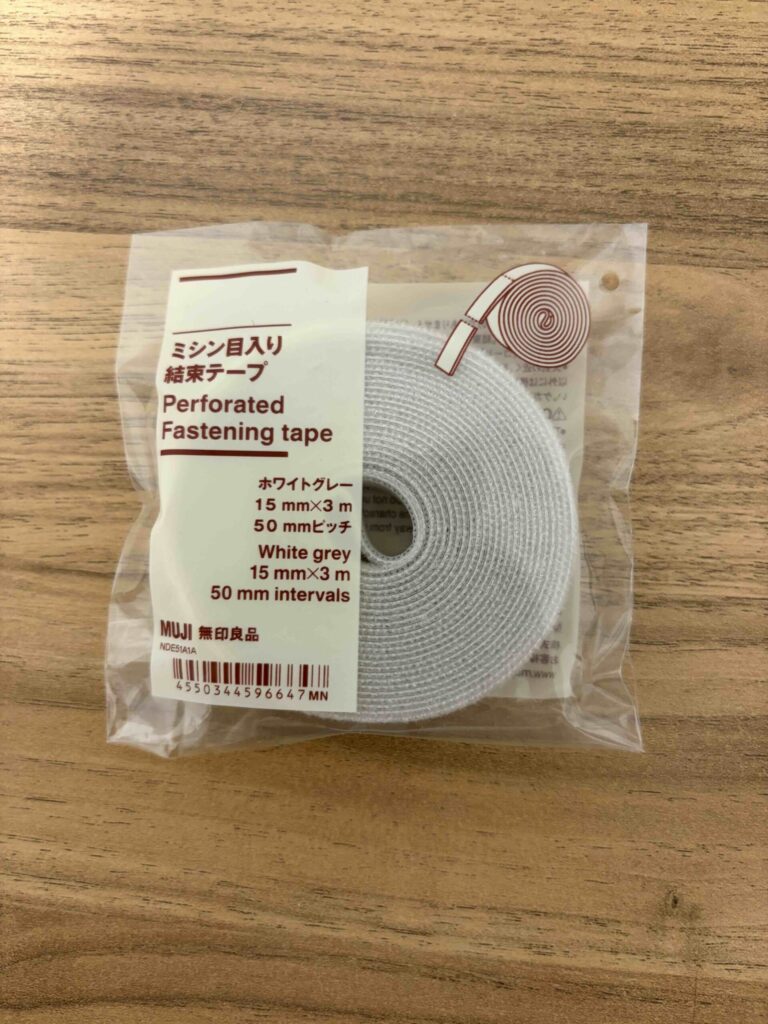 ミシン目入り
結束テープ
Perforated
Fastening tape
ホワイトグレー
15 mm×3 m
50 mmピッチ
White grey
15 mm×3 m
50 mm intervals
MUJI 無印良品
NDE51A1A
4550344596647 MN